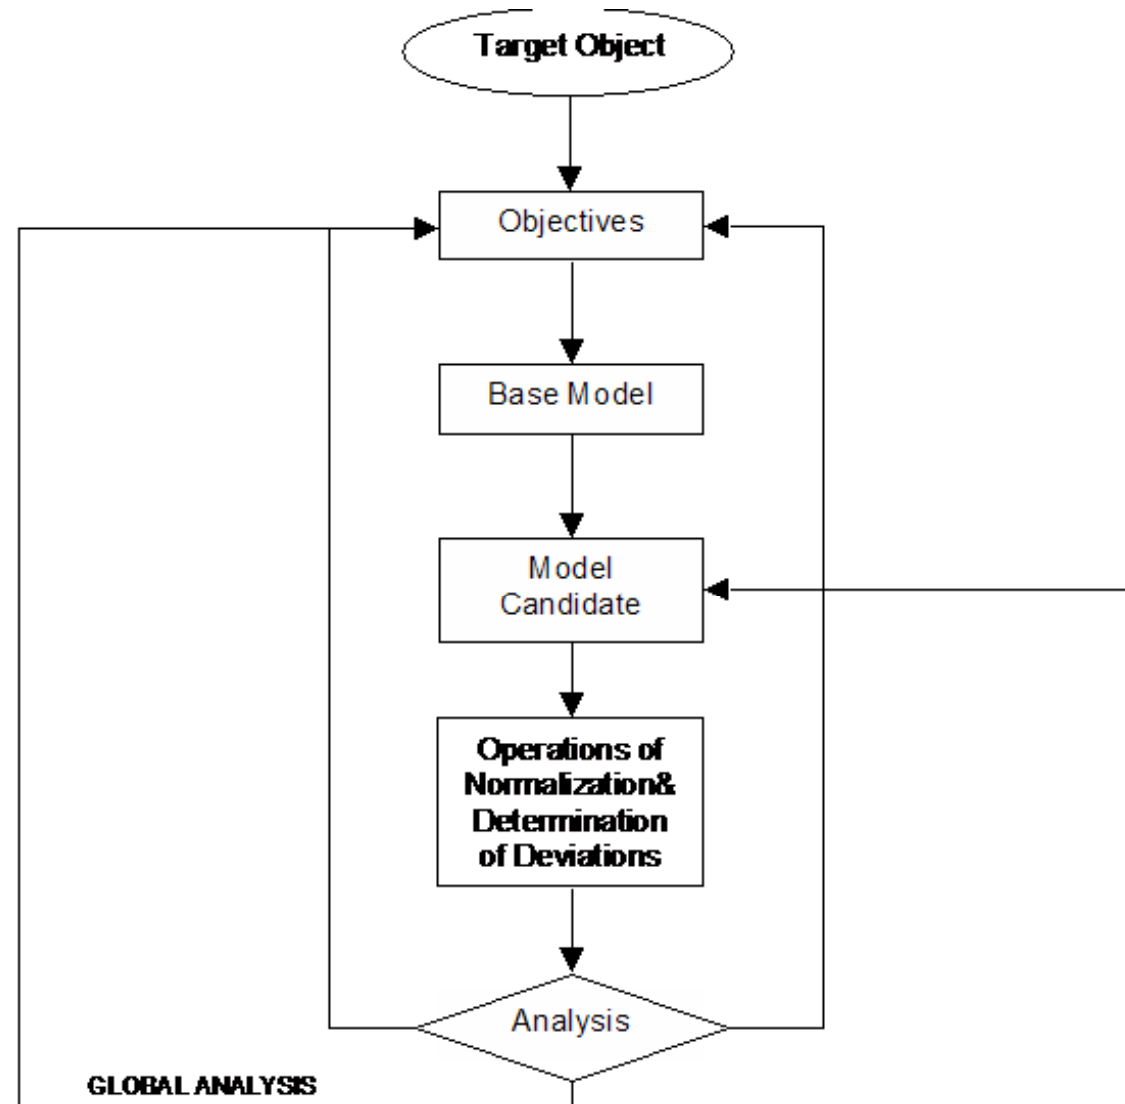 Target Object
Objectives
Base Model
Model
Candidate
Operations of
Normalization&
Determination
of Deviations
Analysis
GLOBAL ANALYSIS